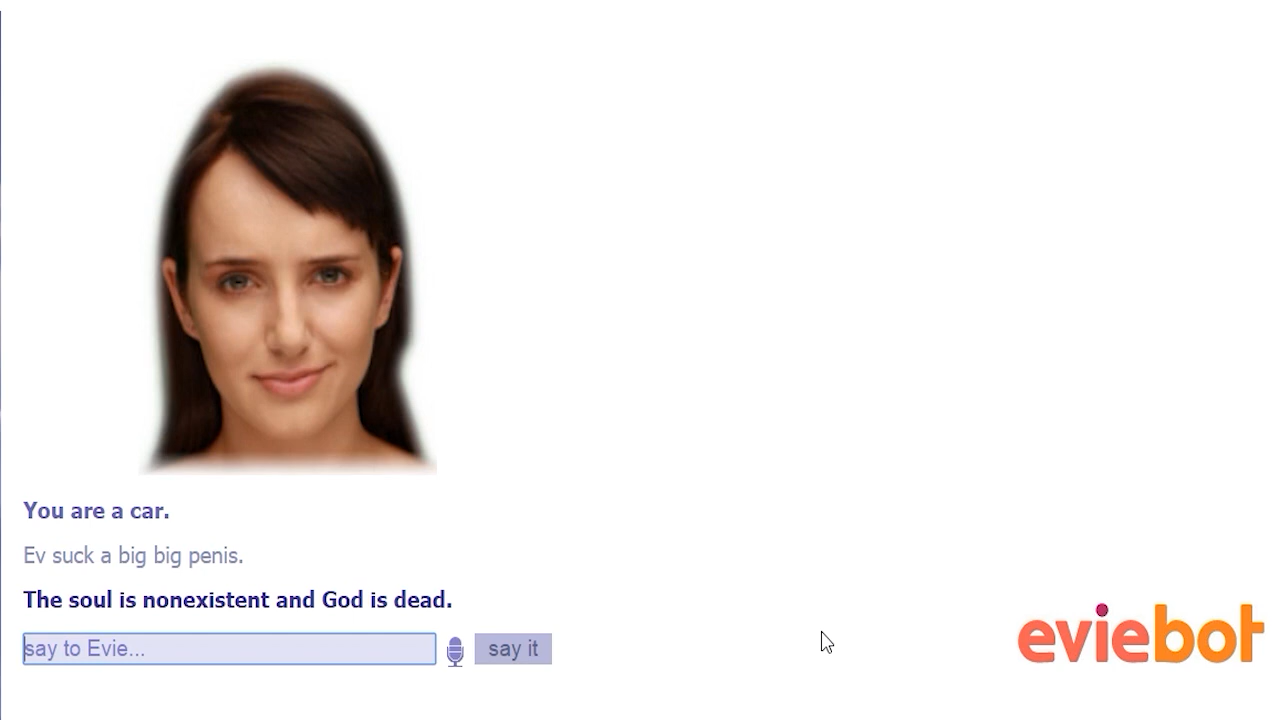 You are a car.
Ev suck a big big penis.
The soul is nonexistent and God is dead.
say to Evie...
say it
eviebot